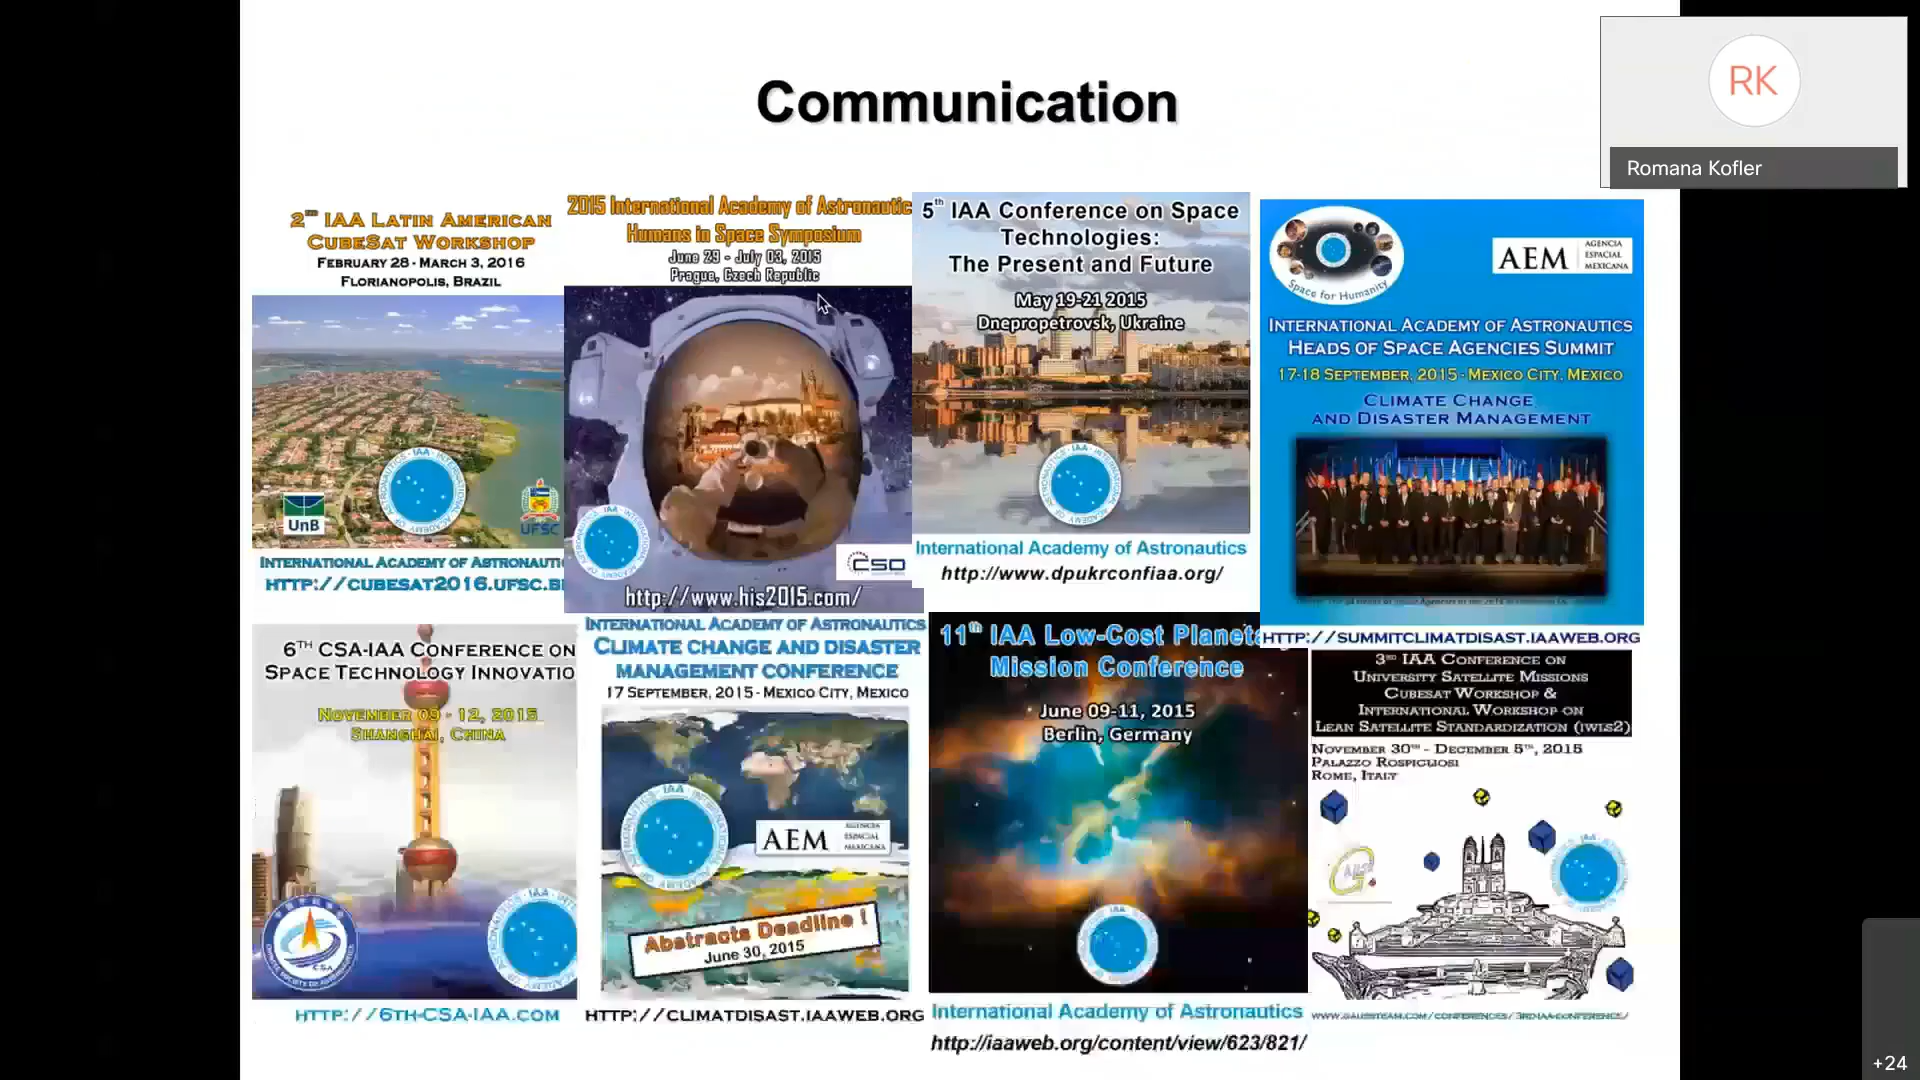 Communication
RK
Romana Kofler
2nd IAA Latin American
CubeSat Workshop
February 28 - March 3, 2016
Florianopolis, Brazil
UnB
UFSC
International Academy of Astronauti
http://cubesat2016.ufsc.b
2015 International Academy of Astronautic
Humans in Space Symposium
June 29 - July 03, 2015
Prague, Czech Republic
CSO
http://www.his2015.com/
5th IAA Conference on Space
Technologies:
The Present and Future
May 19-21 2015
Dnepropetrovsk, Ukraine
International Academy of Astronautics
http://www.dpukrconfiaa.org/
Space for Humanity
AEM
AGENCIA
ESPACIAL
MEXICANA
International Academy of Astronautics
Heads of Space Agencies Summit
17-18 September, 2015 - Mexico City, Mexico
Climate Change
and Disaster Management
http://summitclimatdisast.iaaweb.org
6th CSA-IAA Conference on
Space Technology Innovatio
November 09 - 12, 2015
Shanghai, China
CSA
http://6th-csa-iaa.com
International Academy of Astronautics
Climate Change and Disaster
Management Conference
17 September, 2015 - Mexico City, Mexico
AEM
AGENCIA
ESPACIAL
MEXICANA
Abstracts Deadline !
June 30, 2015
http://climatdisast.iaaweb.org
11th IAA Low-Cost Planeta
Mission Conference
June 09-11, 2015
Berlin, Germany
International Academy of Astronautics
http://iaaweb.org/content/view/623/821/
3rd IAA Conference on
University Satellite Missions
Cubesat Workshop &
International Workshop on
Lean Satellite Standardization (iwls2)
November 30th - December 5th, 2015
Palazzo Rospigliosi
Rome, Italy
www.gaussteam.com/conferences/3rd-iaa-conference/
+24